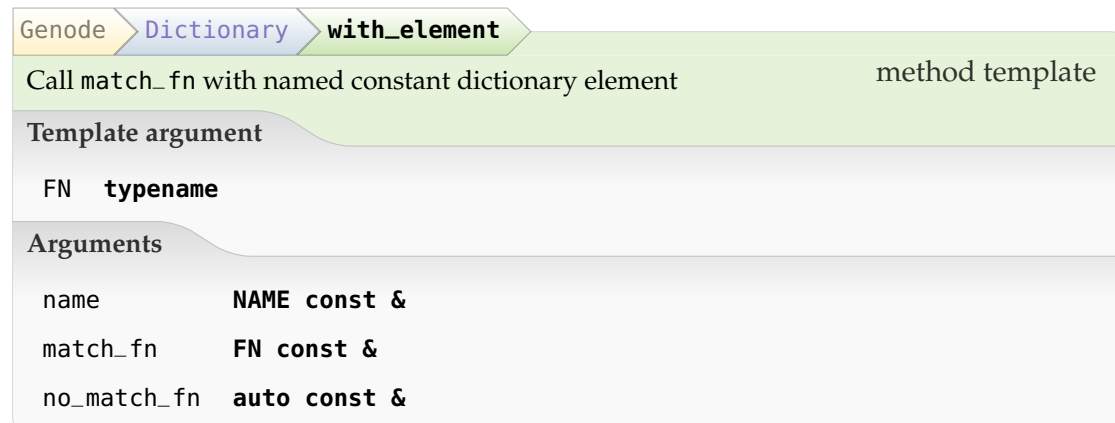 Genode Dictionary with_element
Call match_fn with named constant dictionary element method template
Template argument
FN typename
Arguments
name NAME const &
match_fn FN const &
no_match_fn auto const &